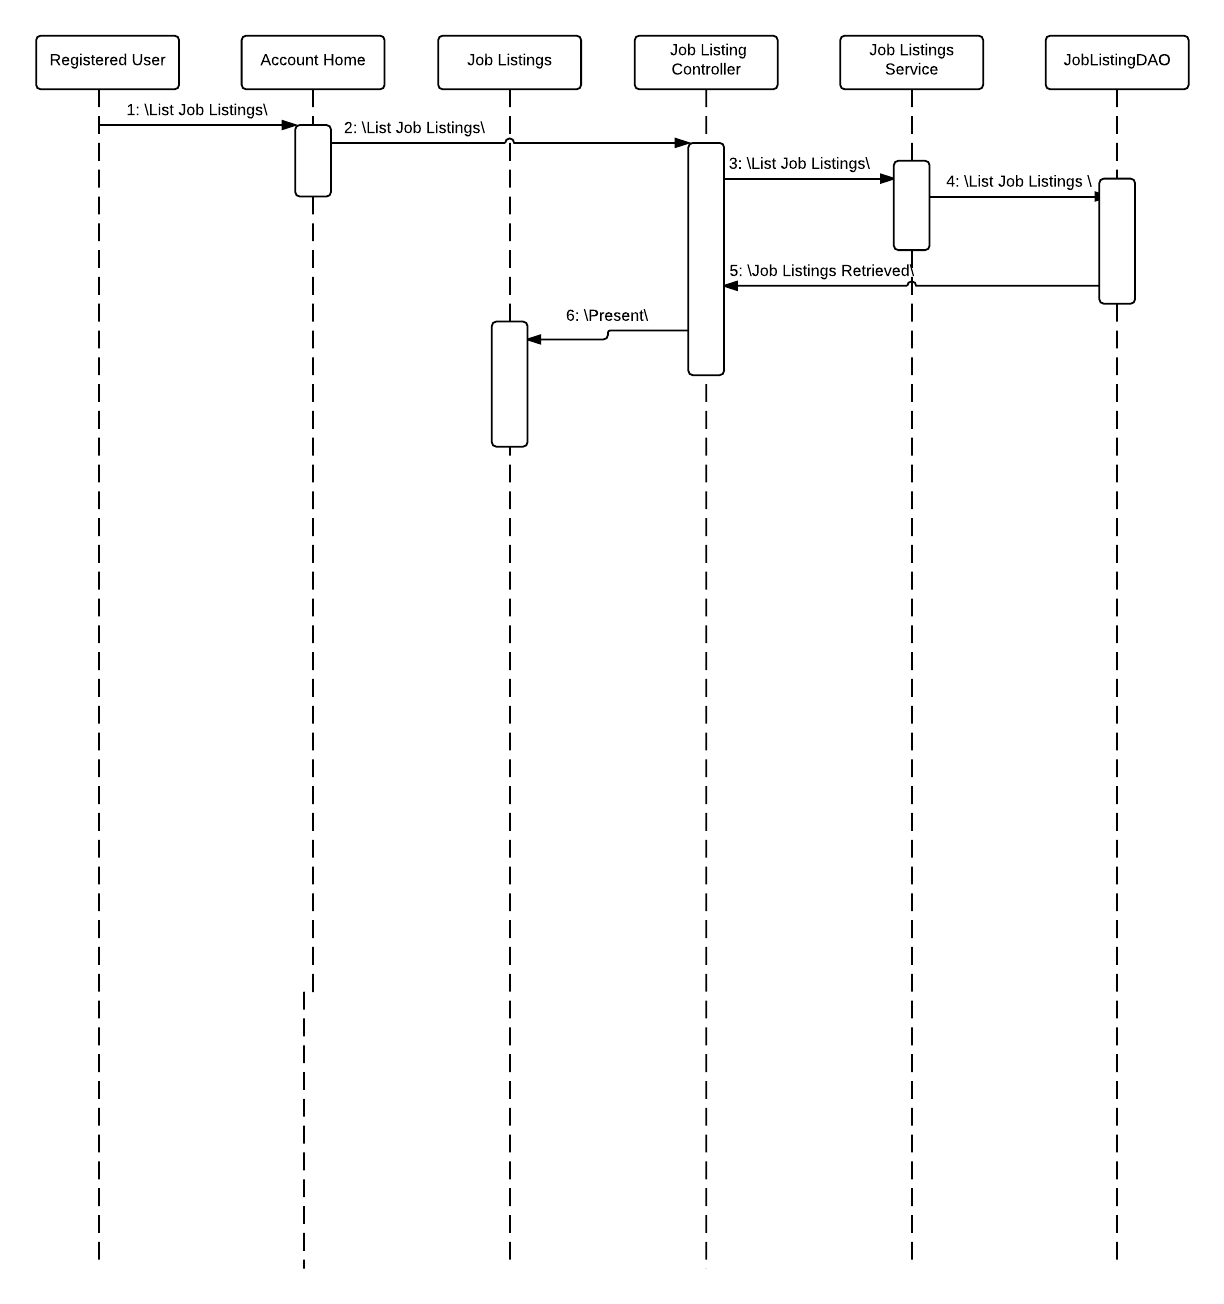 Registered User
Account Home
Job Listings
Job Listing
Controller
Job Listings
Service
JobListingDAO
1: \List Job Listings\
2: \List Job Listings\
3: \List Job Listings\
4: \List Job Listings \
5: \Job Listings Retrieved\
6: \Present\